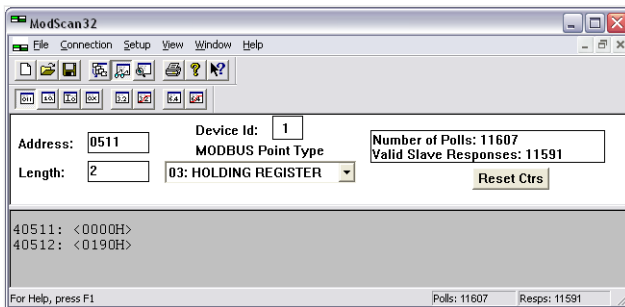 ModScan32
File Connection Setup View Window Help
Address: 0511
Device Id: 1
MODBUS Point Type
Length: 2
03: HOLDING REGISTER
Number of Polls: 11607
Valid Slave Responses: 11591
Reset Ctrs
40511: <0000H>
40512: <0190H>
For Help, press F1
Polls: 11607
Resps: 11591